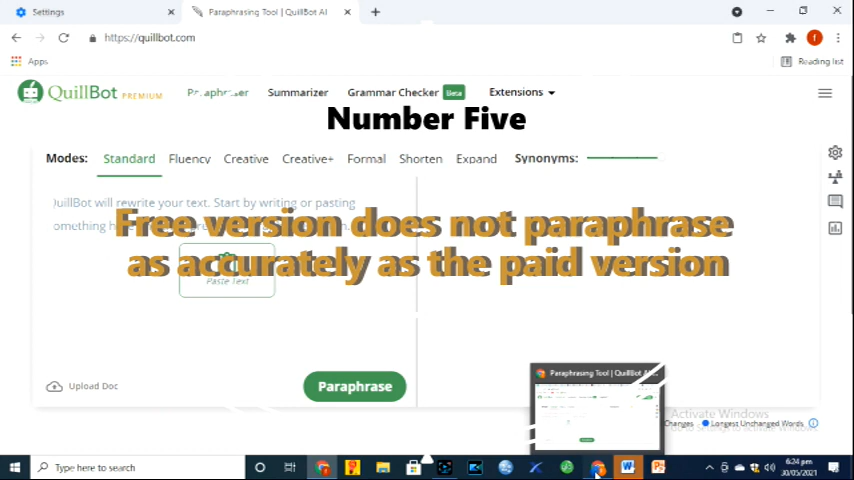 Settings
Paraphrasing Tool | QuillBot AI
https://quillbot.com
Apps
Reading list
QuillBot PREMIUM
Paraphraser Summarizer Grammar Checker Beta Extensions
Number Five
Modes: Standard Fluency Creative Creative+ Formal Shorten Expand Synonyms:
QuillBot will rewrite your text. Start by writing or pasting
something here
Free version does not paraphrase
as accurately as the paid version
Paste Text
Upload Doc
Paraphrase
Paraphrasing Tool | QuillBot A
Activate Windows
Changes Longest Unchanged Words
Type here to search
6:24 pm
30/05/2021